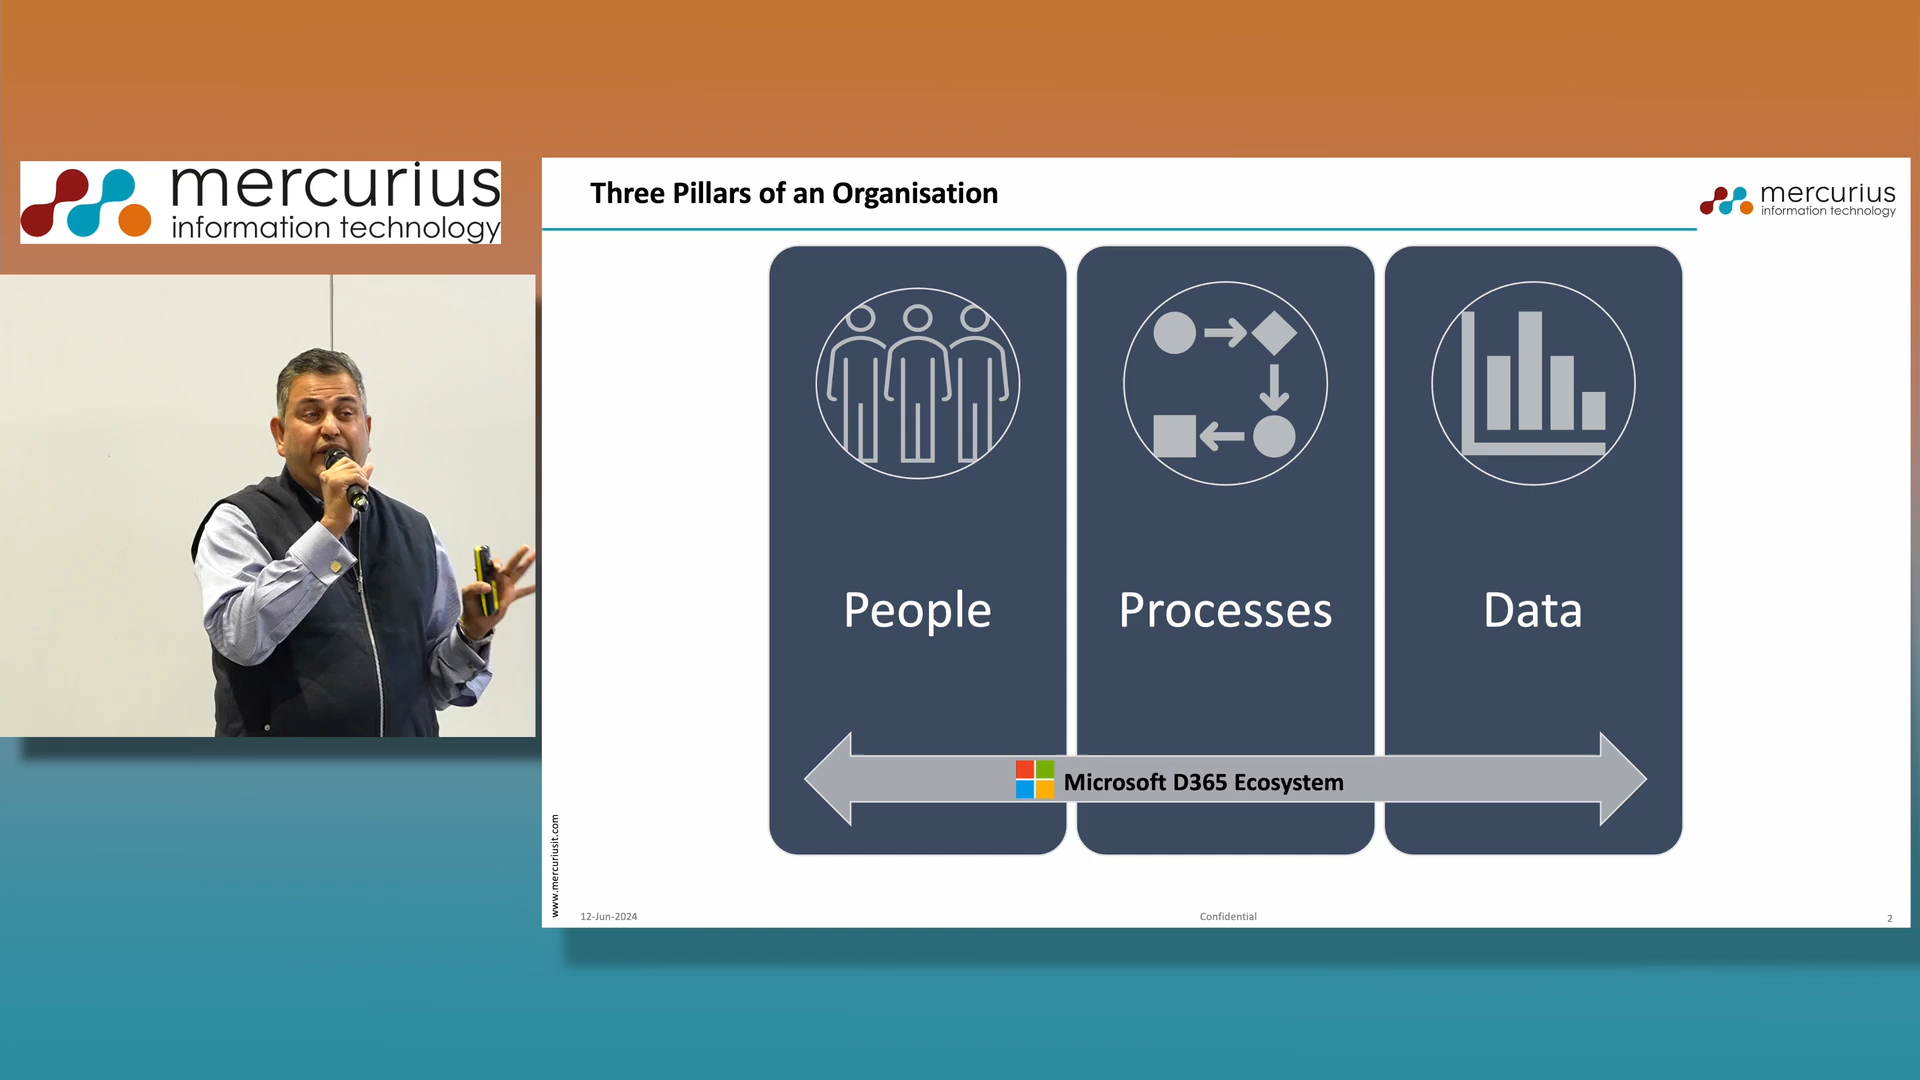 mercurius
information technology
Three Pillars of an Organisation
mercurius
information technology
People
Processes
Data
Microsoft D365 Ecosystem
www.mercuriusit.com
12-Jun-2024
Confidential
2